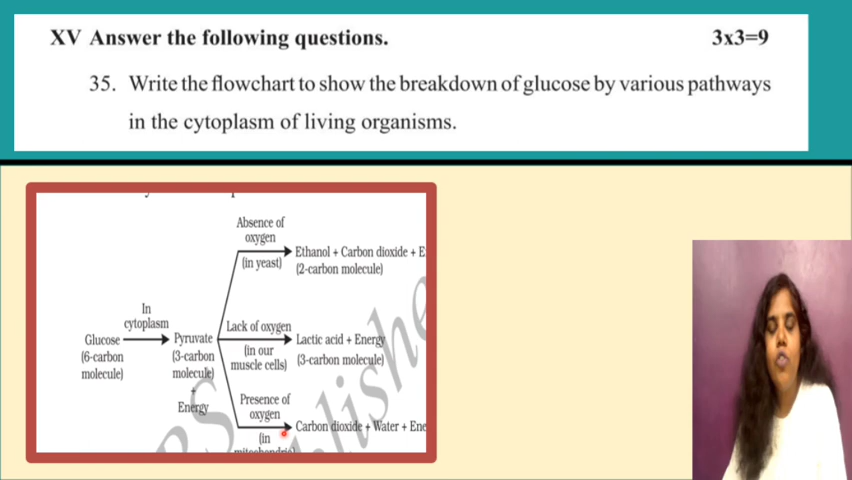 XV Answer the following questions. 3x3=9
35. Write the flowchart to show the breakdown of glucose by various pathways
in the cytoplasm of living organisms.
Absence of
oxygen
(in yeast)
Ethanol + Carbon dioxide + E
(2-carbon molecule)
In
cytoplasm
Glucose
(6-carbon
molecule)
Pyruvate
(3-carbon
molecule)
+
Energy
Lack of oxygen
(in our
muscle cells)
Lactic acid + Energy
(3-carbon molecule)
Presence of
oxygen
(in
Carbon dioxide + Water + Ene